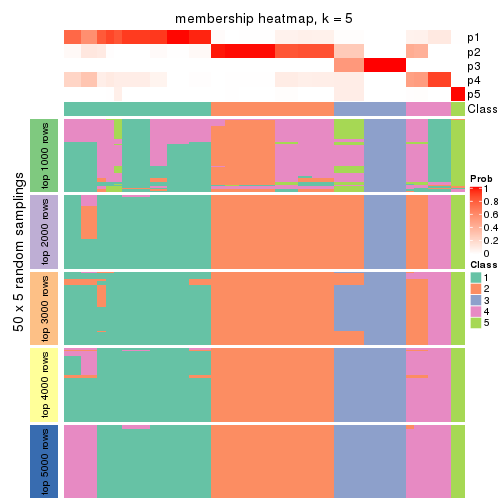 membership heatmap, k = 5
p1
p2
p3
p4
p5
Class
50 x 5 random samplings
top 1000 rows
top 2000 rows
top 3000 rows
top 4000 rows
top 5000 rows
Prob
1
0.8
0.6
0.4
0.2
0
Class
1
2
3
4
5